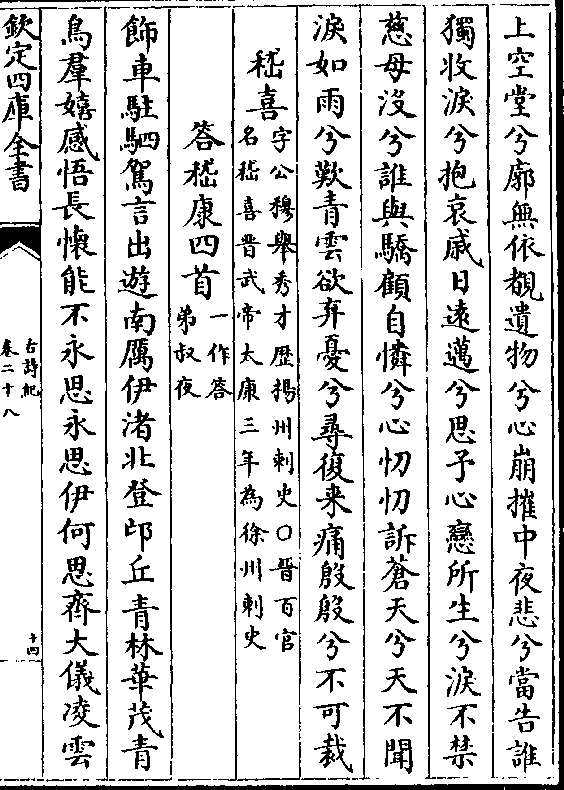 上空堂兮廓無依覩遺物兮心崩摧中夜悲兮當告誰
獨收淚兮抱哀戚日遠邁兮思予心戀所生兮淚不禁
慈母沒兮誰與驕顧自憐兮心忉忉訴蒼天兮天不聞
淚如雨兮歎青雲欲弃憂兮尋復来痛殷殷兮不可裁
嵇喜
字公穆舉秀才歴揚州刺史○晉百官
名嵇喜晋武帝太康三年為徐州刺史
答嵇康四首
一作答
弟叔夜
飾車駐駟駕言出遊南厲伊渚北登邙丘青林華茂青
鳥羣嬉感悟長懷能不永思永思伊何思齊大儀凌雲
欽定四庫全書
古詩紀
卷二十八
十四